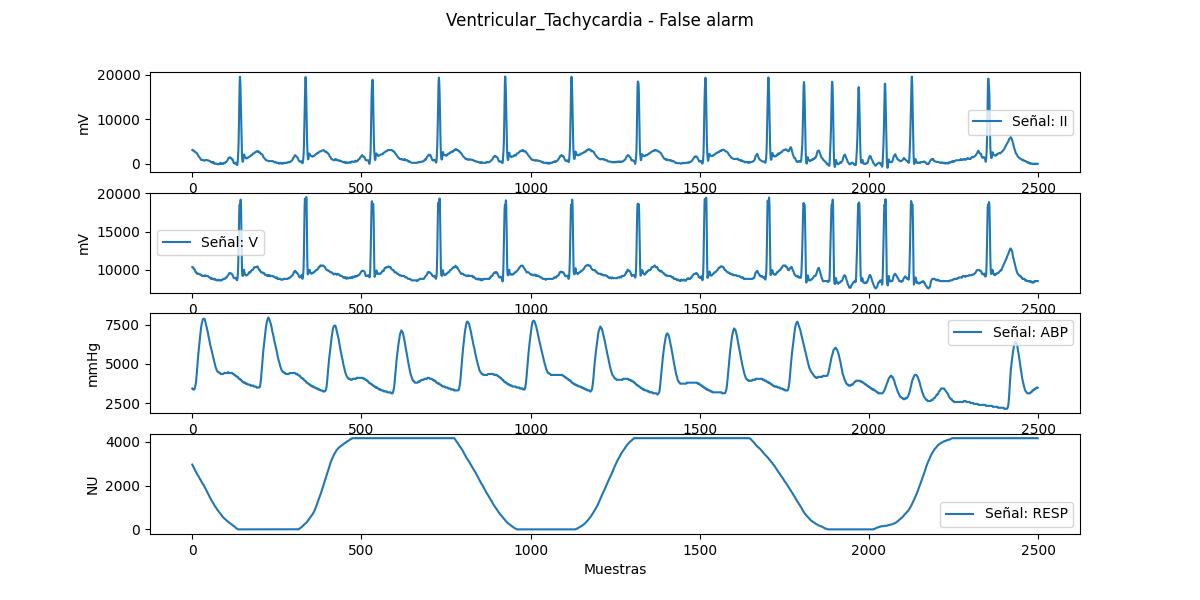 Ventricular_Tachycardia - False alarm
20000
10000
0
mV
Señal: II
0 500 1000 1500 2000 2500
20000
15000
10000
mV
Señal: V
0 500 1000 1500 2000 2500
7500
5000
2500
mmHg
Señal: ABP
0 500 1000 1500 2000 2500
4000
2000
0
NU
Señal: RESP
0 500 1000 1500 2000 2500
Muestras